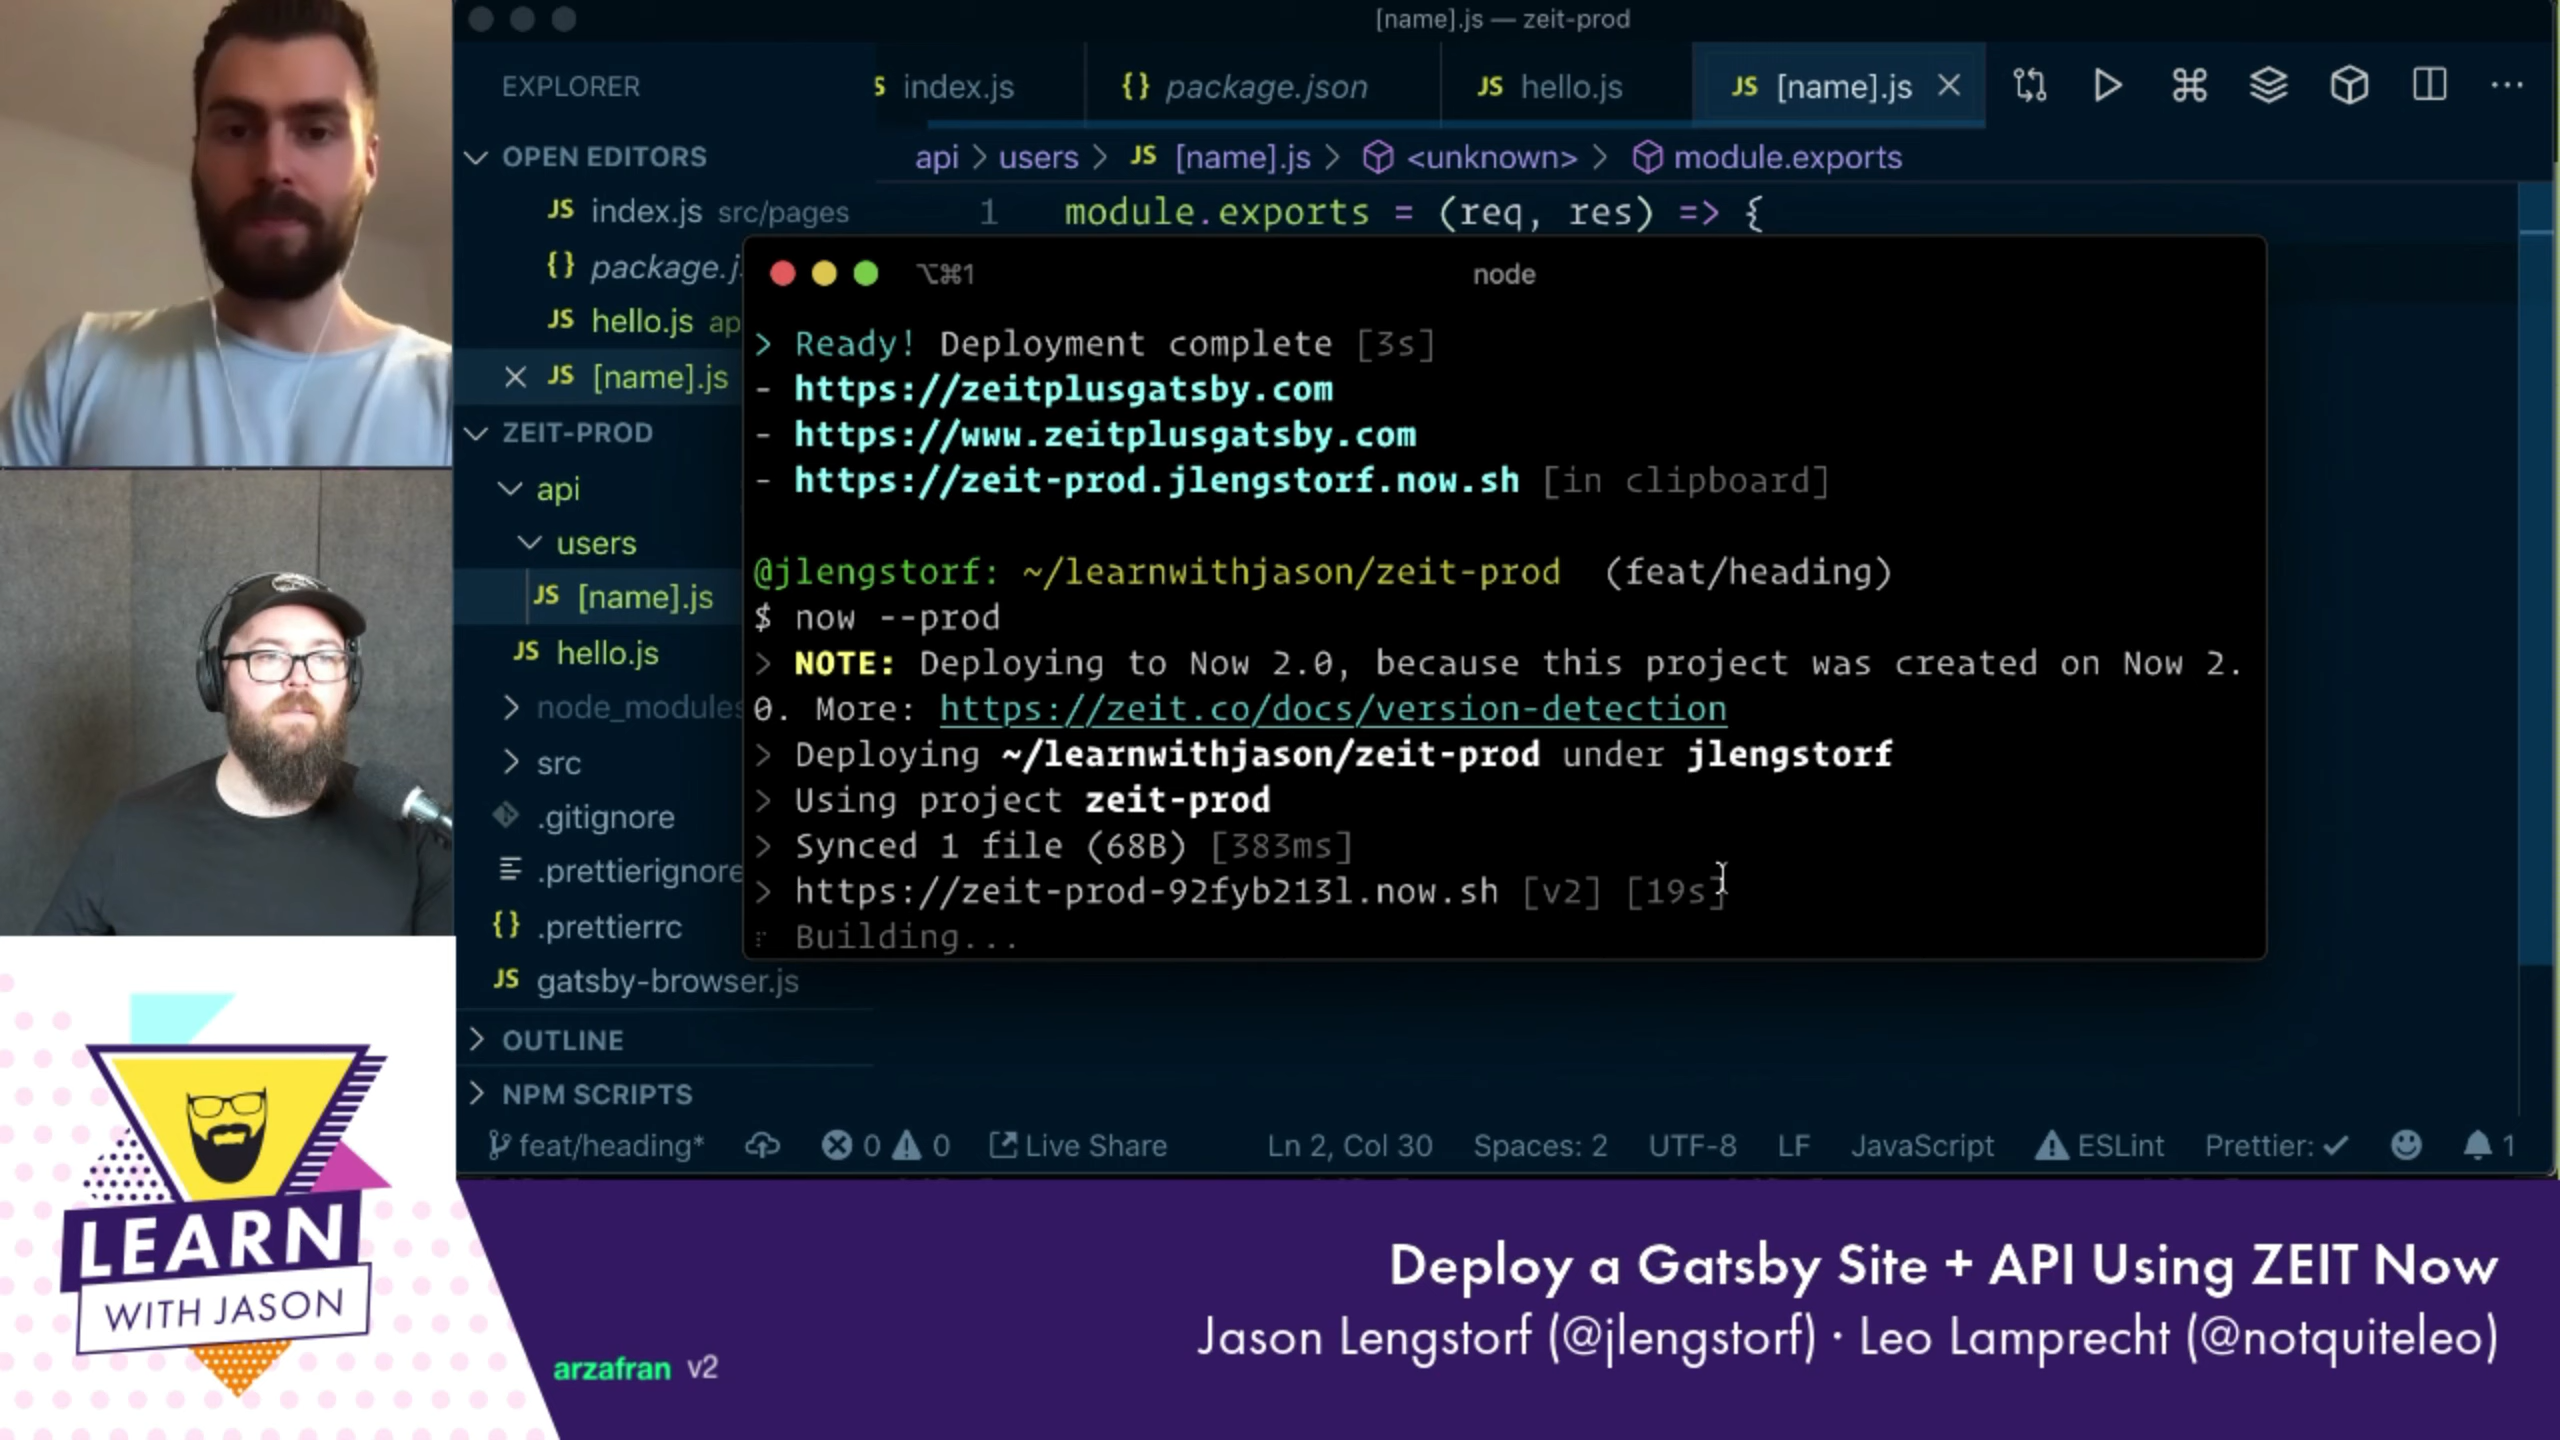 [name].js — zeit-prod
EXPLORER
index.js
{} package.json
JS hello.js
JS [name].js
OPEN EDITORS
api > users > JS [name].js > <unknown> > module.exports
JS index.js src/pages
1 module.exports = (req, res) => {
{} package.j
JS hello.js ap
JS [name].js
ZEIT-PROD
api
users
JS [name].js
JS hello.js
node_modules
src
.gitignore
.prettierignore
{} .prettierrc
JS gatsby-browser.js
OUTLINE
NPM SCRIPTS
⌥⌘1
node
> Ready! Deployment complete [3s]
- https://zeitplusgatsby.com
- https://www.zeitplusgatsby.com
- https://zeit-prod.jlengstorf.now.sh [in clipboard]
@jlengstorf: ~/learnwithjason/zeit-prod (feat/heading)
$ now --prod
> NOTE: Deploying to Now 2.0, because this project was created on Now 2.
0. More: https://zeit.co/docs/version-detection
> Deploying ~/learnwithjason/zeit-prod under jlengstorf
> Using project zeit-prod
> Synced 1 file (68B) [383ms]
> https://zeit-prod-92fyb213l.now.sh [v2] [19s]
Building...
feat/heading* 0 0 Live Share Ln 2, Col 30 Spaces: 2 UTF-8 LF JavaScript ESLint Prettier: ✓ 1
LEARN
WITH JASON
Deploy a Gatsby Site + API Using ZEIT Now
Jason Lengstorf (@jlengstorf) · Leo Lamprecht (@notquiteleo)
arzafran v2